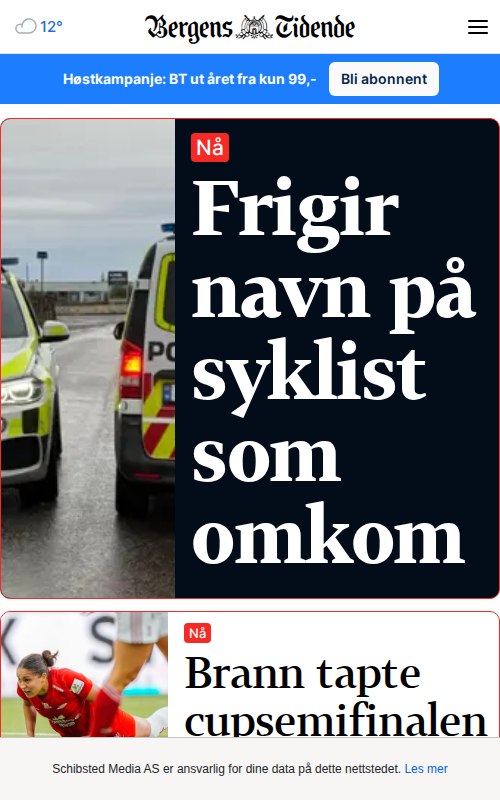 12°
Bergens Tidende
Høstkampanje: BT ut året fra kun 99,-
Bli abonnent
Nå
Frigir
navn på
syklist
som
omkom
PO
Nå
Brann tapte
cupsemifinalen
Schibsted Media AS er ansvarlig for dine data på dette nettstedet. Les mer